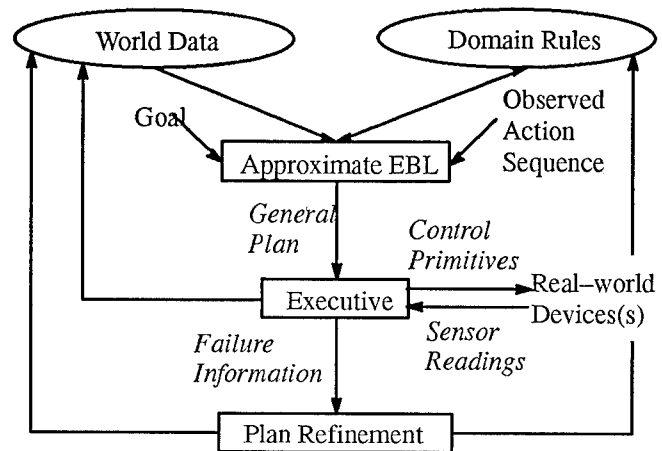 World Data
Domain Rules
Goal
Observed
Action
Sequence
Approximate EBL
General
Plan
Control
Primitives
Executive
Real–world
Devices(s)
Failure
Information
Sensor
Readings
Plan Refinement